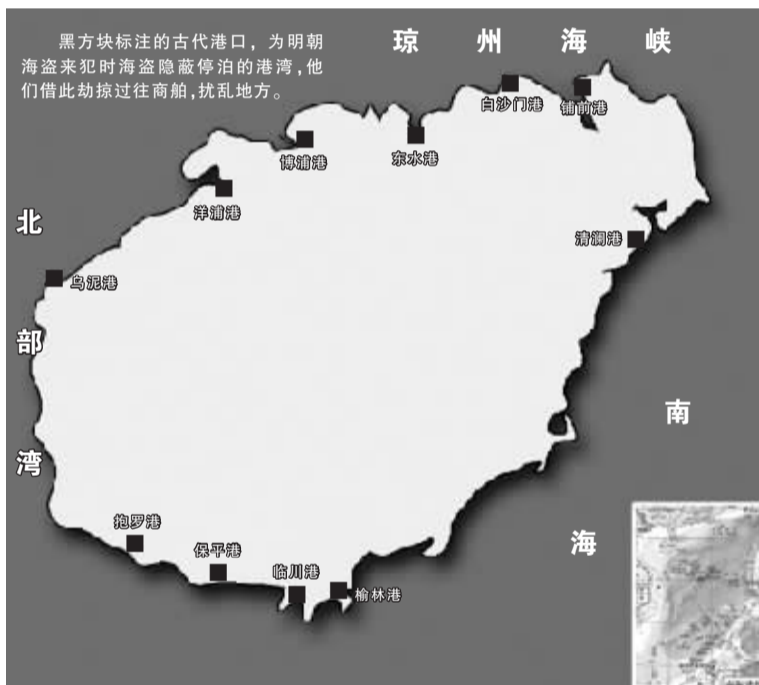 黑方块标注的古代港口，为明朝
海盗来犯时海盗隐蔽停泊的港湾,他
们借此劫掠过往商舶,扰乱地方。
琼州海峡
白沙门港
铺前港
博浦港
东水港
洋浦港
清澜港
北部湾
乌泥港
南海
抱罗港
保平港
临川港
榆林港